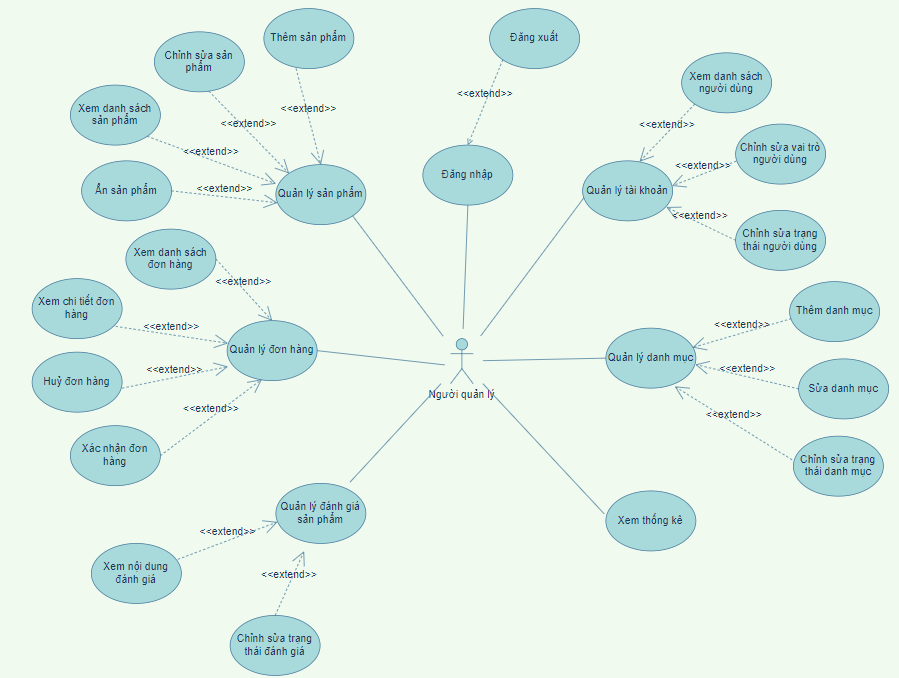 Thêm sản phẩm
Đăng xuất
Chỉnh sửa sản
phẩm
Xem danh sách
người dùng
<<extend>>
<<extend>>
Xem danh sách
sản phẩm
<<extend>>
<<extend>>
Chỉnh sửa vai trò
người dùng
<<extend>>
<<extend>>
Ẩn sản phẩm
<<extend>>
Quản lý sản phẩm
Đăng nhập
Quản lý tài khoản
<<extend>>
Chỉnh sửa trạng
thái người dùng
Xem danh sách
đơn hàng
<<extend>>
Xem chi tiết đơn
hàng
<<extend>>
Thêm danh mục
<<extend>>
Quản lý đơn hàng
Quản lý danh mục
Huỷ đơn hàng
<<extend>>
<<extend>>
Sửa danh mục
Người quản lý
<<extend>>
<<extend>>
Xác nhận đơn
hàng
Chỉnh sửa trạng
thái danh mục
Quản lý đánh giá
sản phẩm
Xem thống kê
<<extend>>
Xem nội dung
đánh giá
<<extend>>
Chỉnh sửa trạng
thái đánh giá